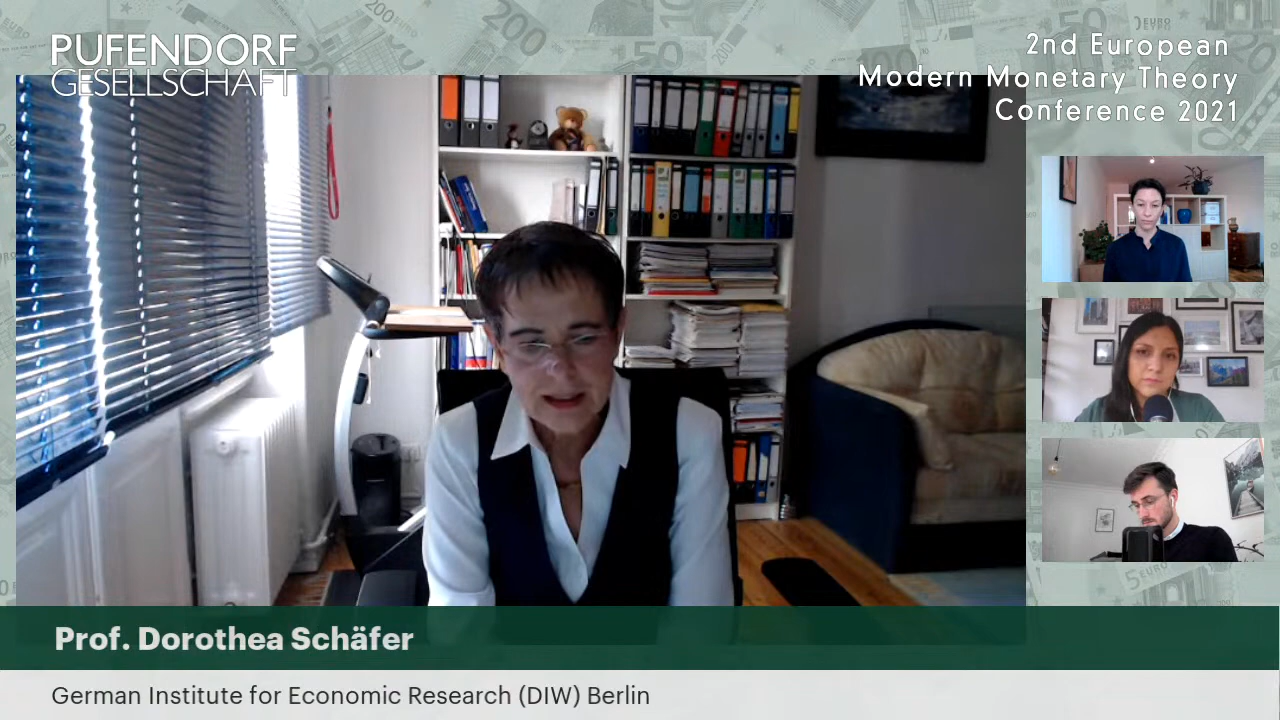 PUFENDORF
GESELLSCHAFT
2nd European
Modern Monetary Theory
Conference 2021
Prof. Dorothea Schäfer
German Institute for Economic Research (DIW) Berlin